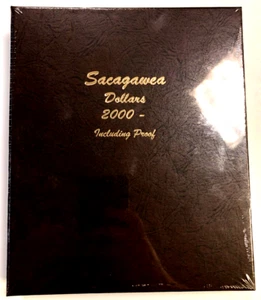 Sacagawea
Dollars
2000 -
Including Proof